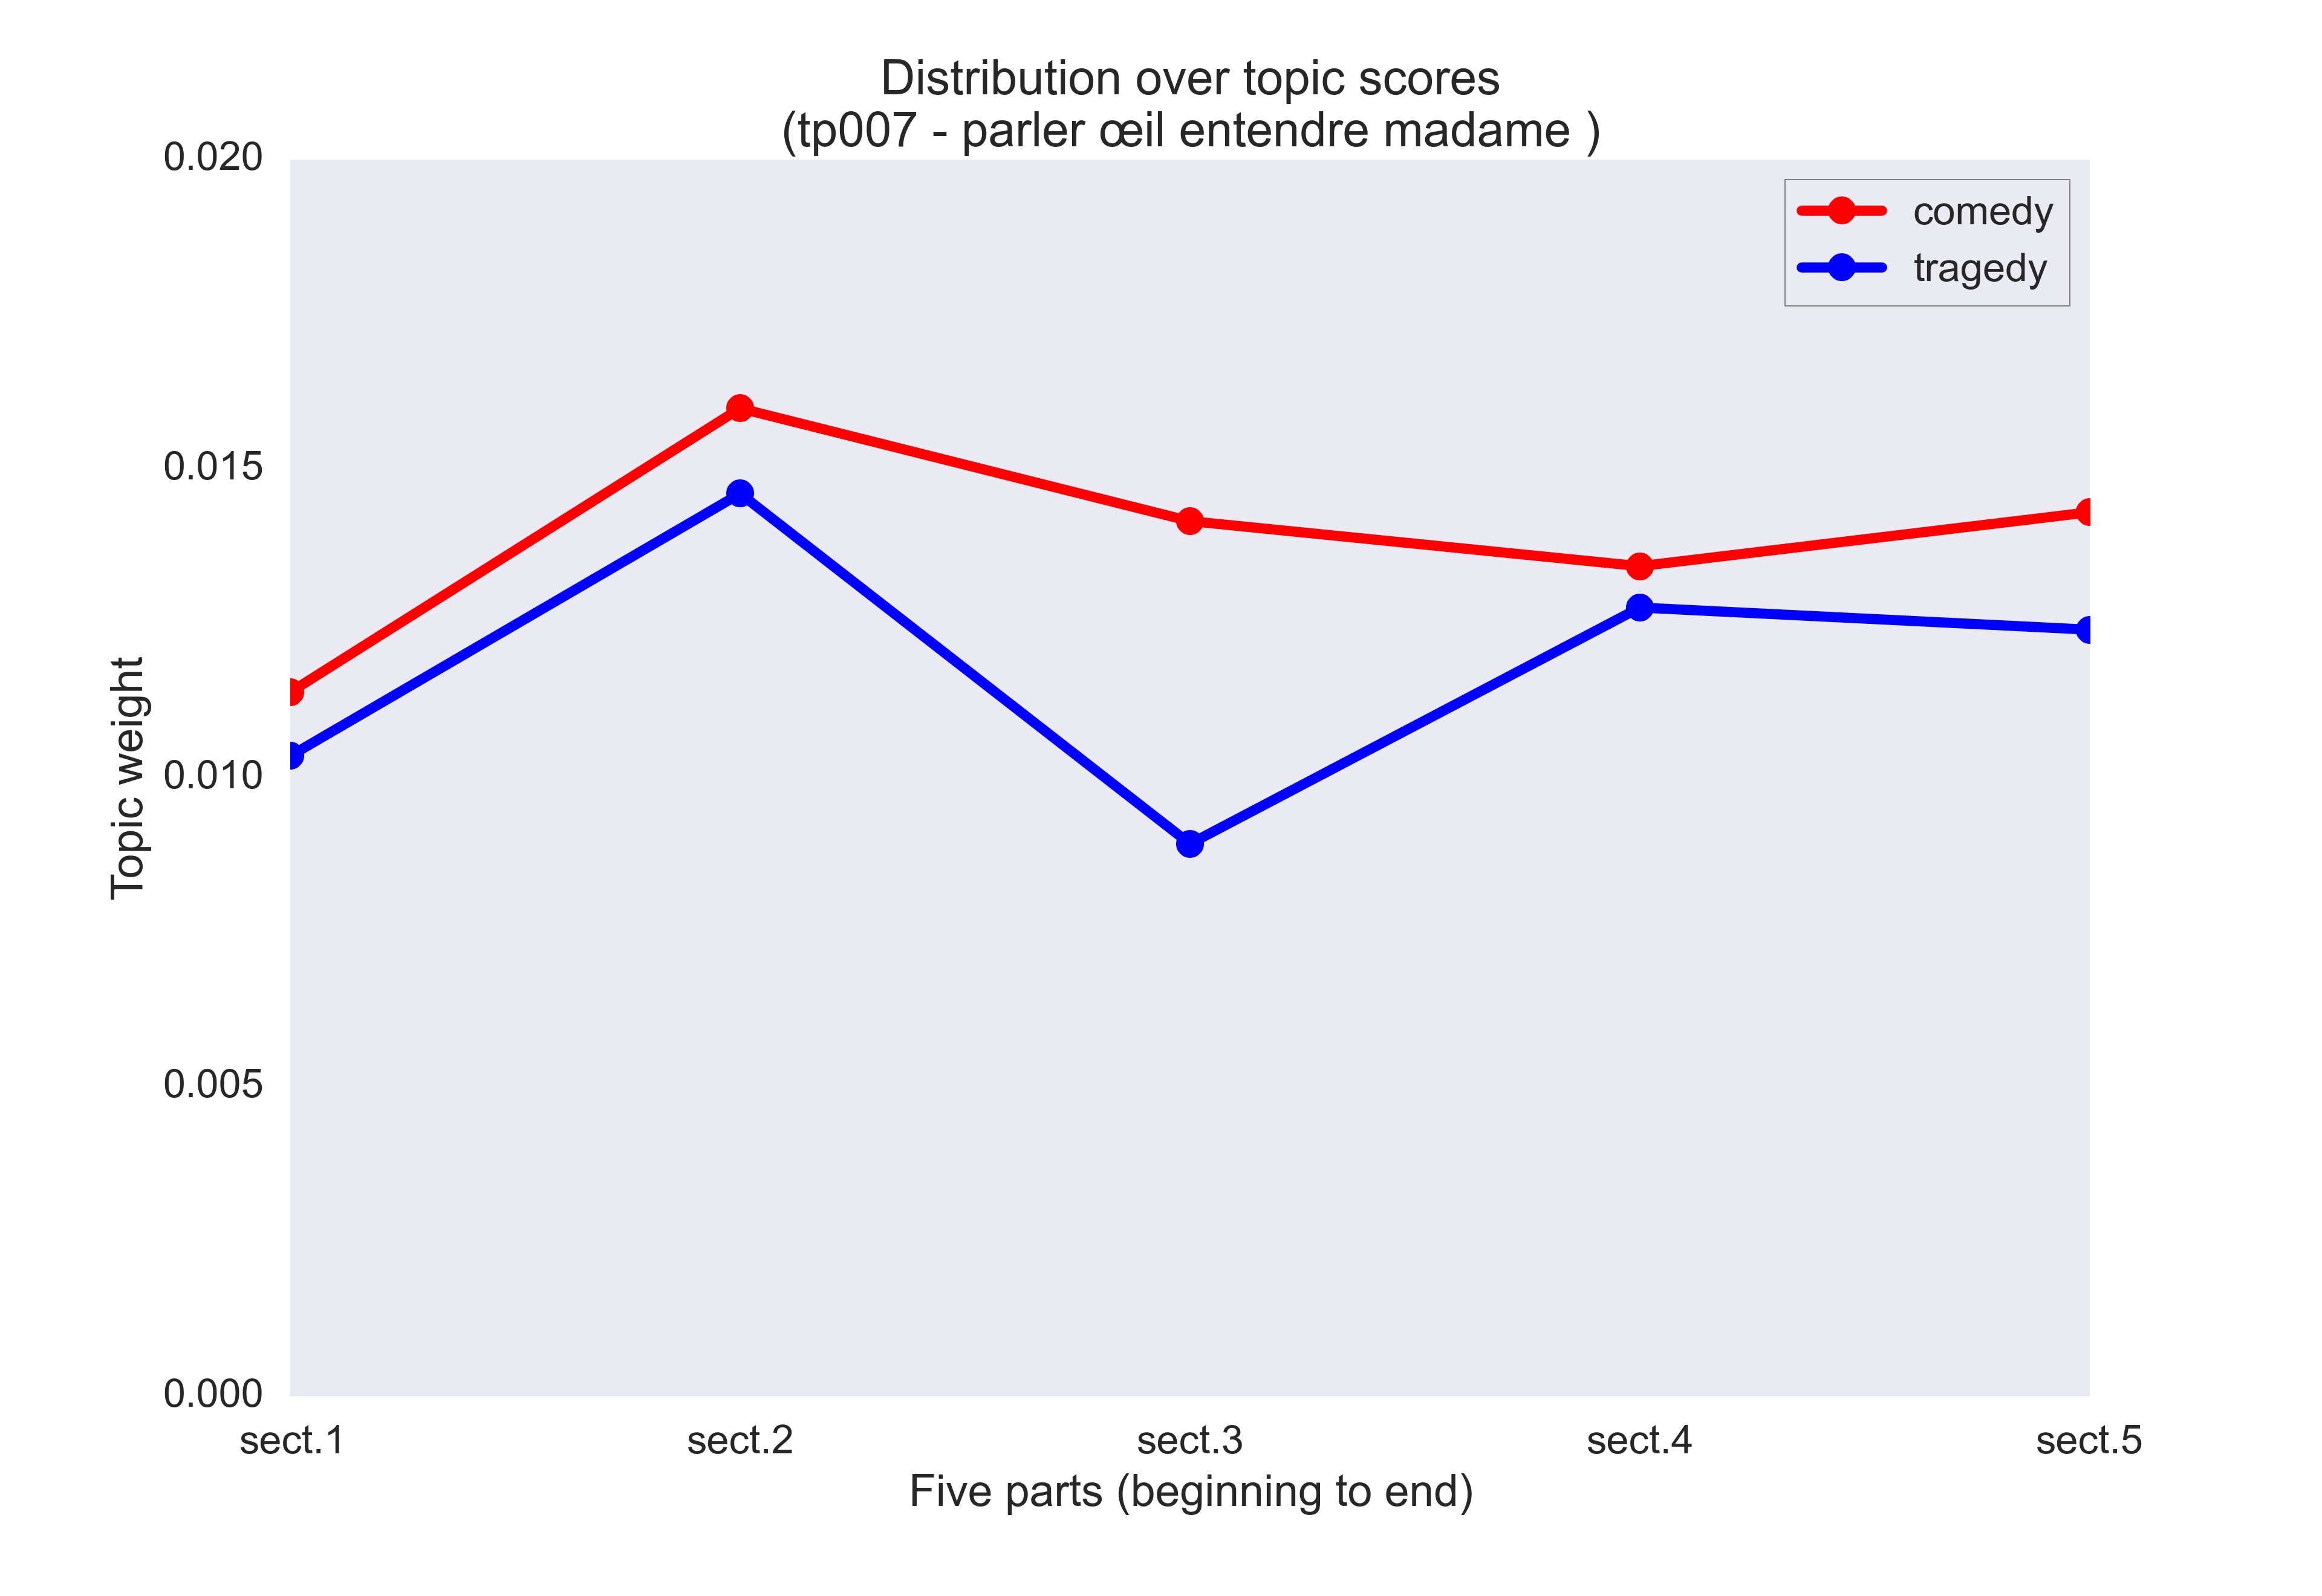 Distribution over topic scores
(tp007 - parler œil entendre madame )
0.020
0.015
0.010
0.005
0.000
Topic weight
comedy
tragedy
sect.1
sect.2
sect.3
sect.4
sect.5
Five parts (beginning to end)